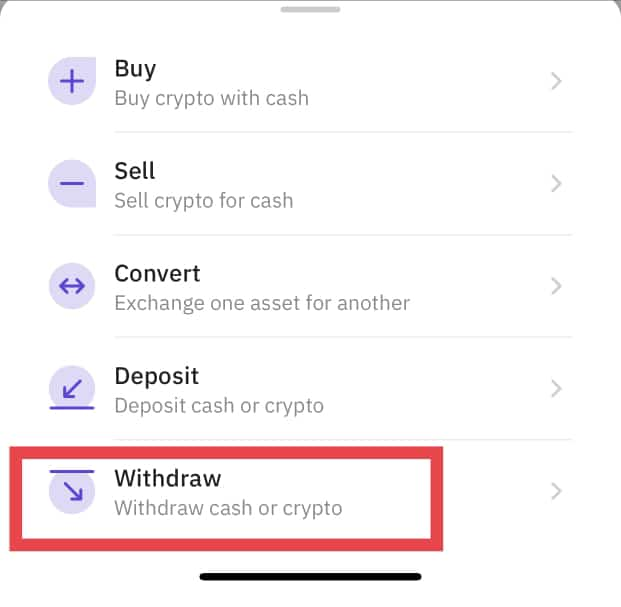 Buy
Buy crypto with cash
Sell
Sell crypto for cash
Convert
Exchange one asset for another
Deposit
Deposit cash or crypto
Withdraw
Withdraw cash or crypto